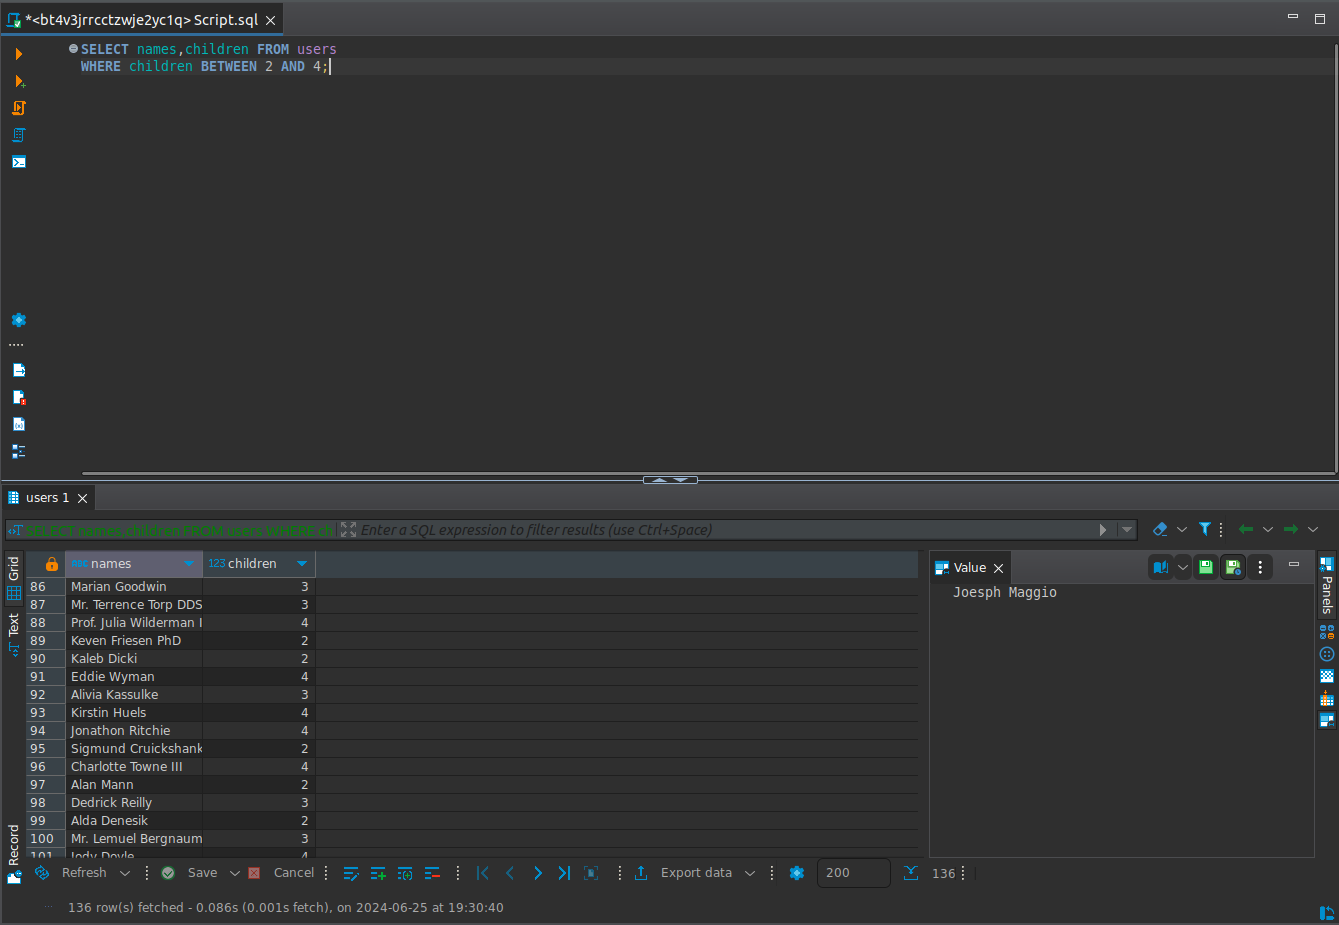 *<bt4v3jrrcctzwje2yc1q> Script.sql
SELECT names,children FROM users
WHERE children BETWEEN 2 AND 4;
users 1
SELECT names,children FROM users WHERE ch
Enter a SQL expression to filter results (use Ctrl+Space)
Grid
Text
Record
names 123 children
86 Marian Goodwin 3
87 Mr. Terrence Torp DDS 3
88 Prof. Julia Wilderman I 4
89 Keven Friesen PhD 2
90 Kaleb Dicki 2
91 Eddie Wyman 4
92 Alivia Kassulke 3
93 Kirstin Huels 4
94 Jonathon Ritchie 4
95 Sigmund Cruickshank 2
96 Charlotte Towne III 4
97 Alan Mann 2
98 Dedrick Reilly 3
99 Alda Denesik 2
100 Mr. Lemuel Bergnaum 3
101 Jody Doyle 4
Value
Joesph Maggio
Panels
Refresh Save Cancel Export data 200 136
136 row(s) fetched - 0.086s (0.001s fetch), on 2024-06-25 at 19:30:40